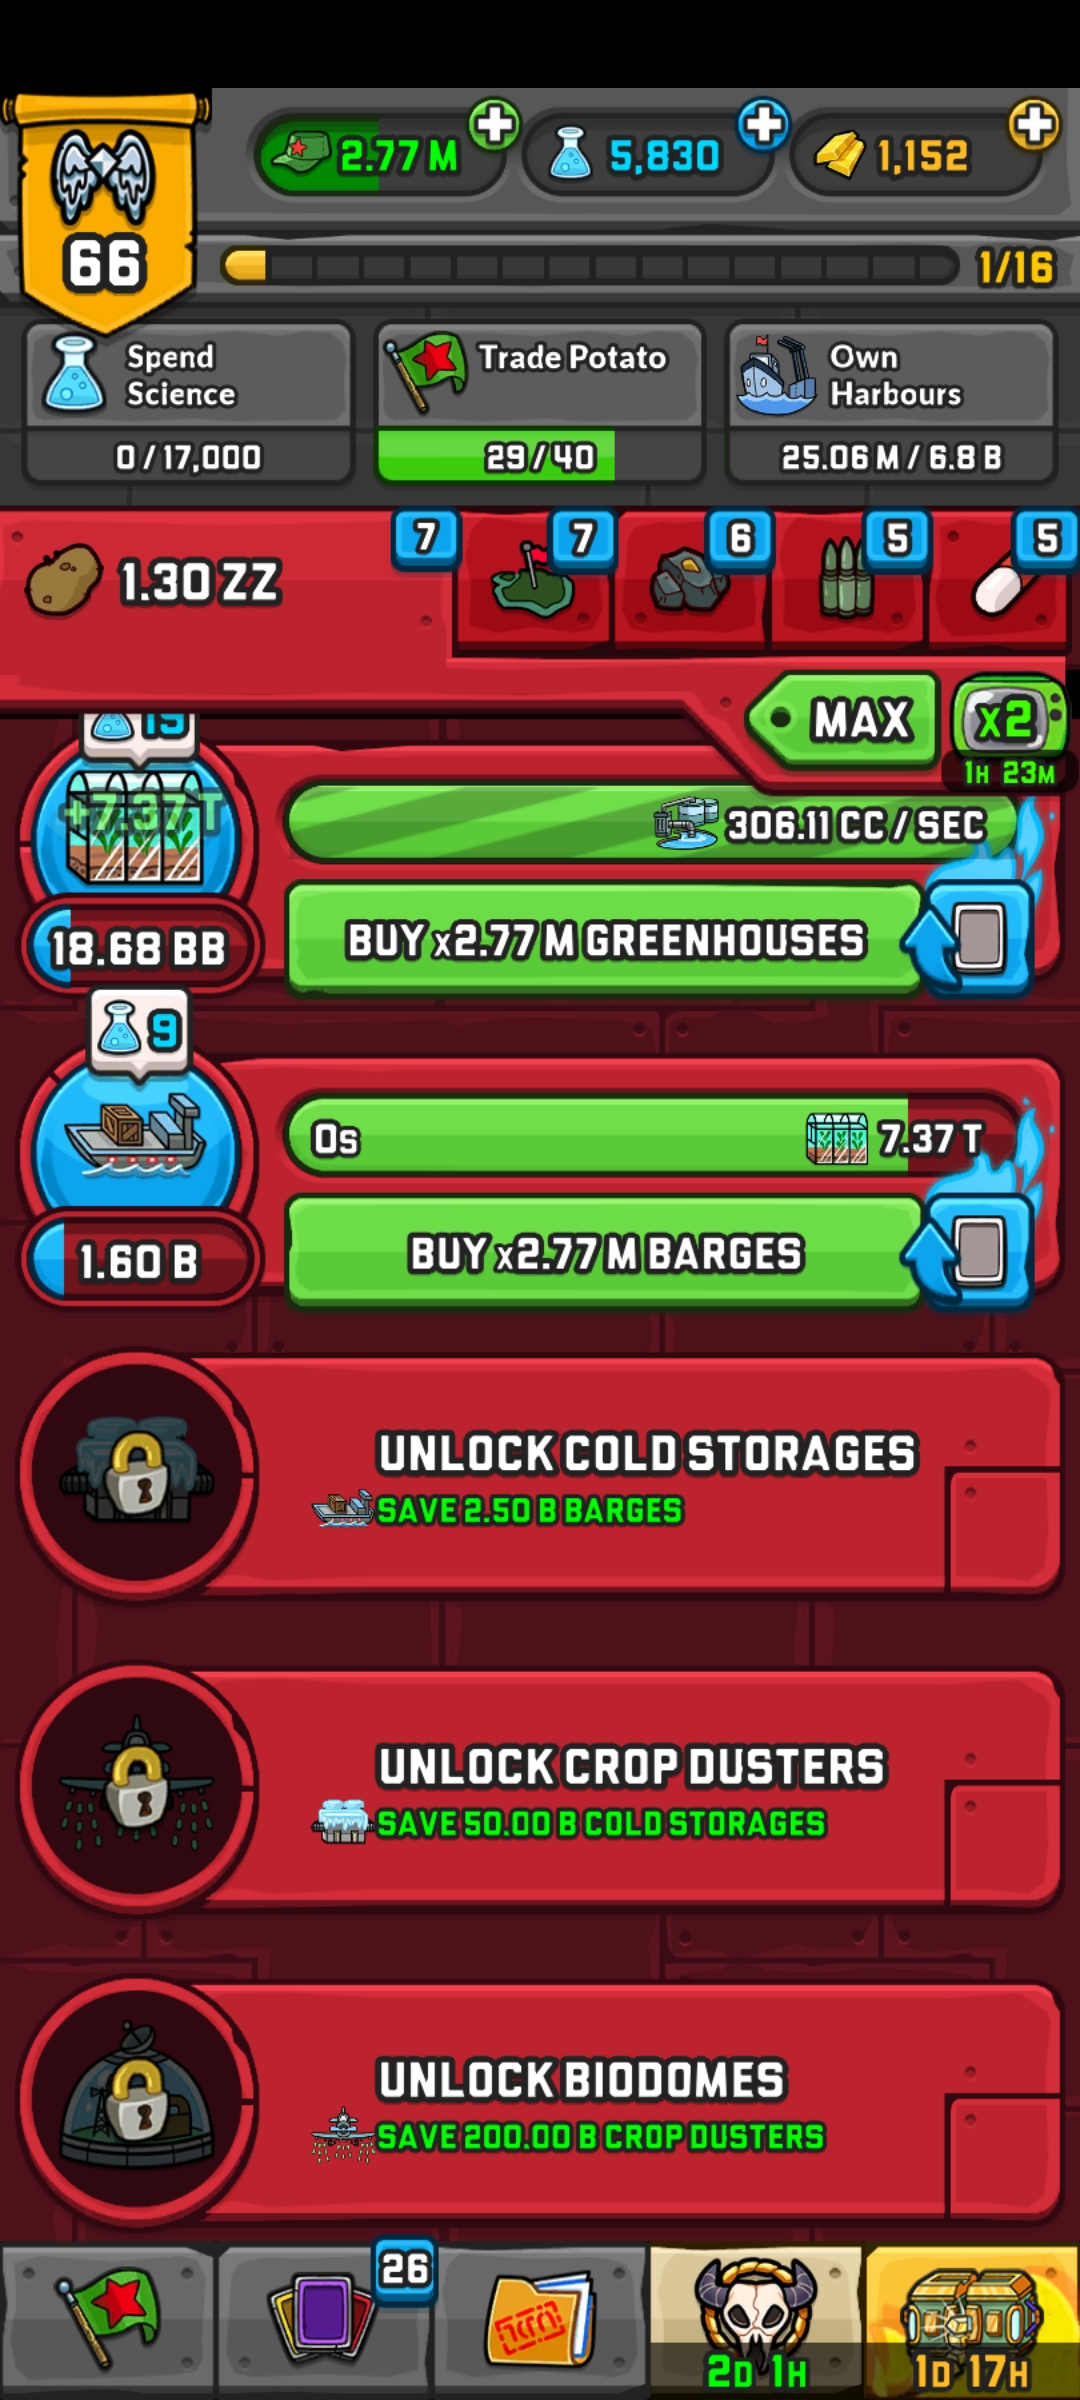 2.77 M
5,830
1,152
66
1/16
Spend
Science
0 / 17,000
Trade Potato
29 / 40
Own
Harbours
25.06 M / 6.8 B
1.30 ZZ
7
7
6
5
5
MAX
x2
1H 23M
19
+7.37 T
306.11 CC / SEC
18.68 BB
BUY x2.77 M GREENHOUSES
9
0s
7.37 T
1.60 B
BUY x2.77 M BARGES
UNLOCK COLD STORAGES
SAVE 2.50 B BARGES
UNLOCK CROP DUSTERS
SAVE 50.00 B COLD STORAGES
UNLOCK BIODOMES
SAVE 200.00 B CROP DUSTERS
26
2D 1H
1D 17H